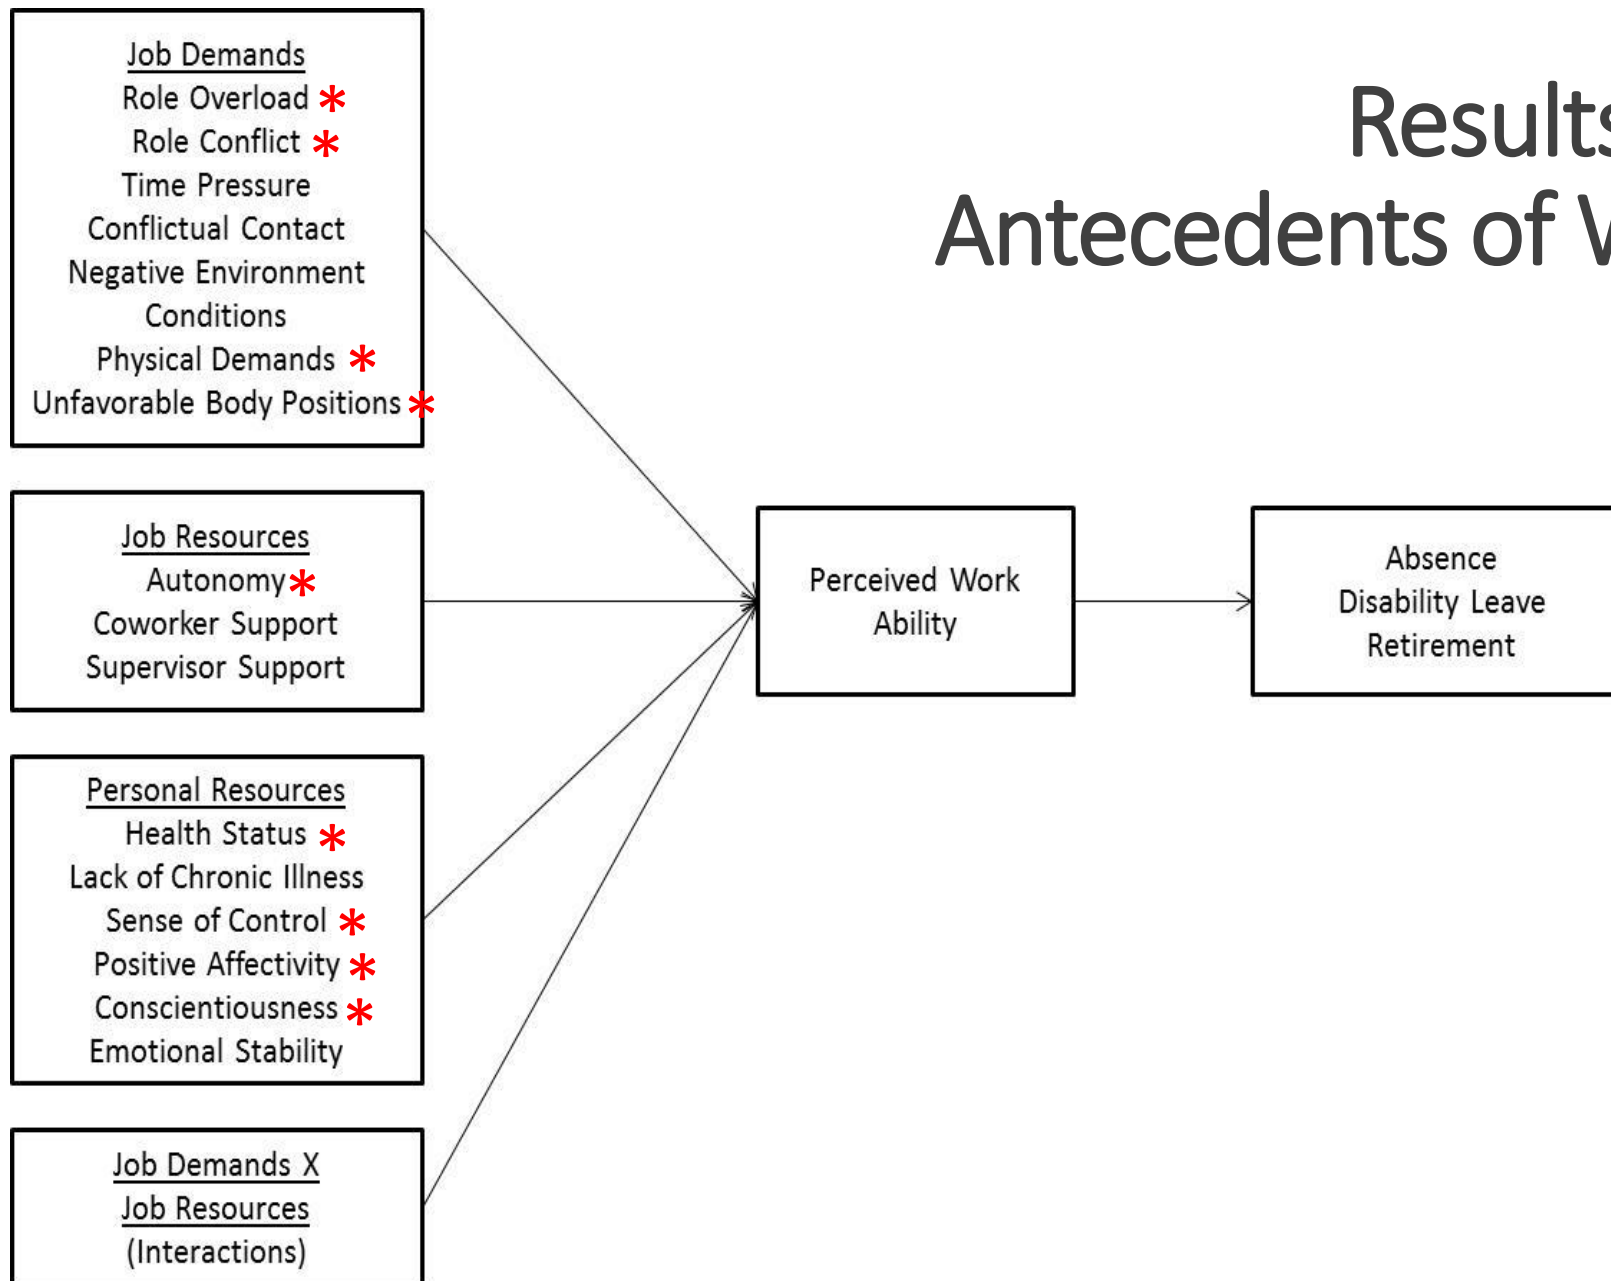 Results
Antecedents of W
Job Demands
Role Overload *
Role Conflict *
Time Pressure
Conflictual Contact
Negative Environment
Conditions
Physical Demands *
Unfavorable Body Positions *
Job Resources
Autonomy *
Coworker Support
Supervisor Support
Personal Resources
Health Status *
Lack of Chronic Illness
Sense of Control *
Positive Affectivity *
Conscientiousness *
Emotional Stability
Job Demands X
Job Resources
(Interactions)
Perceived Work
Ability
Absence
Disability Leave
Retirement